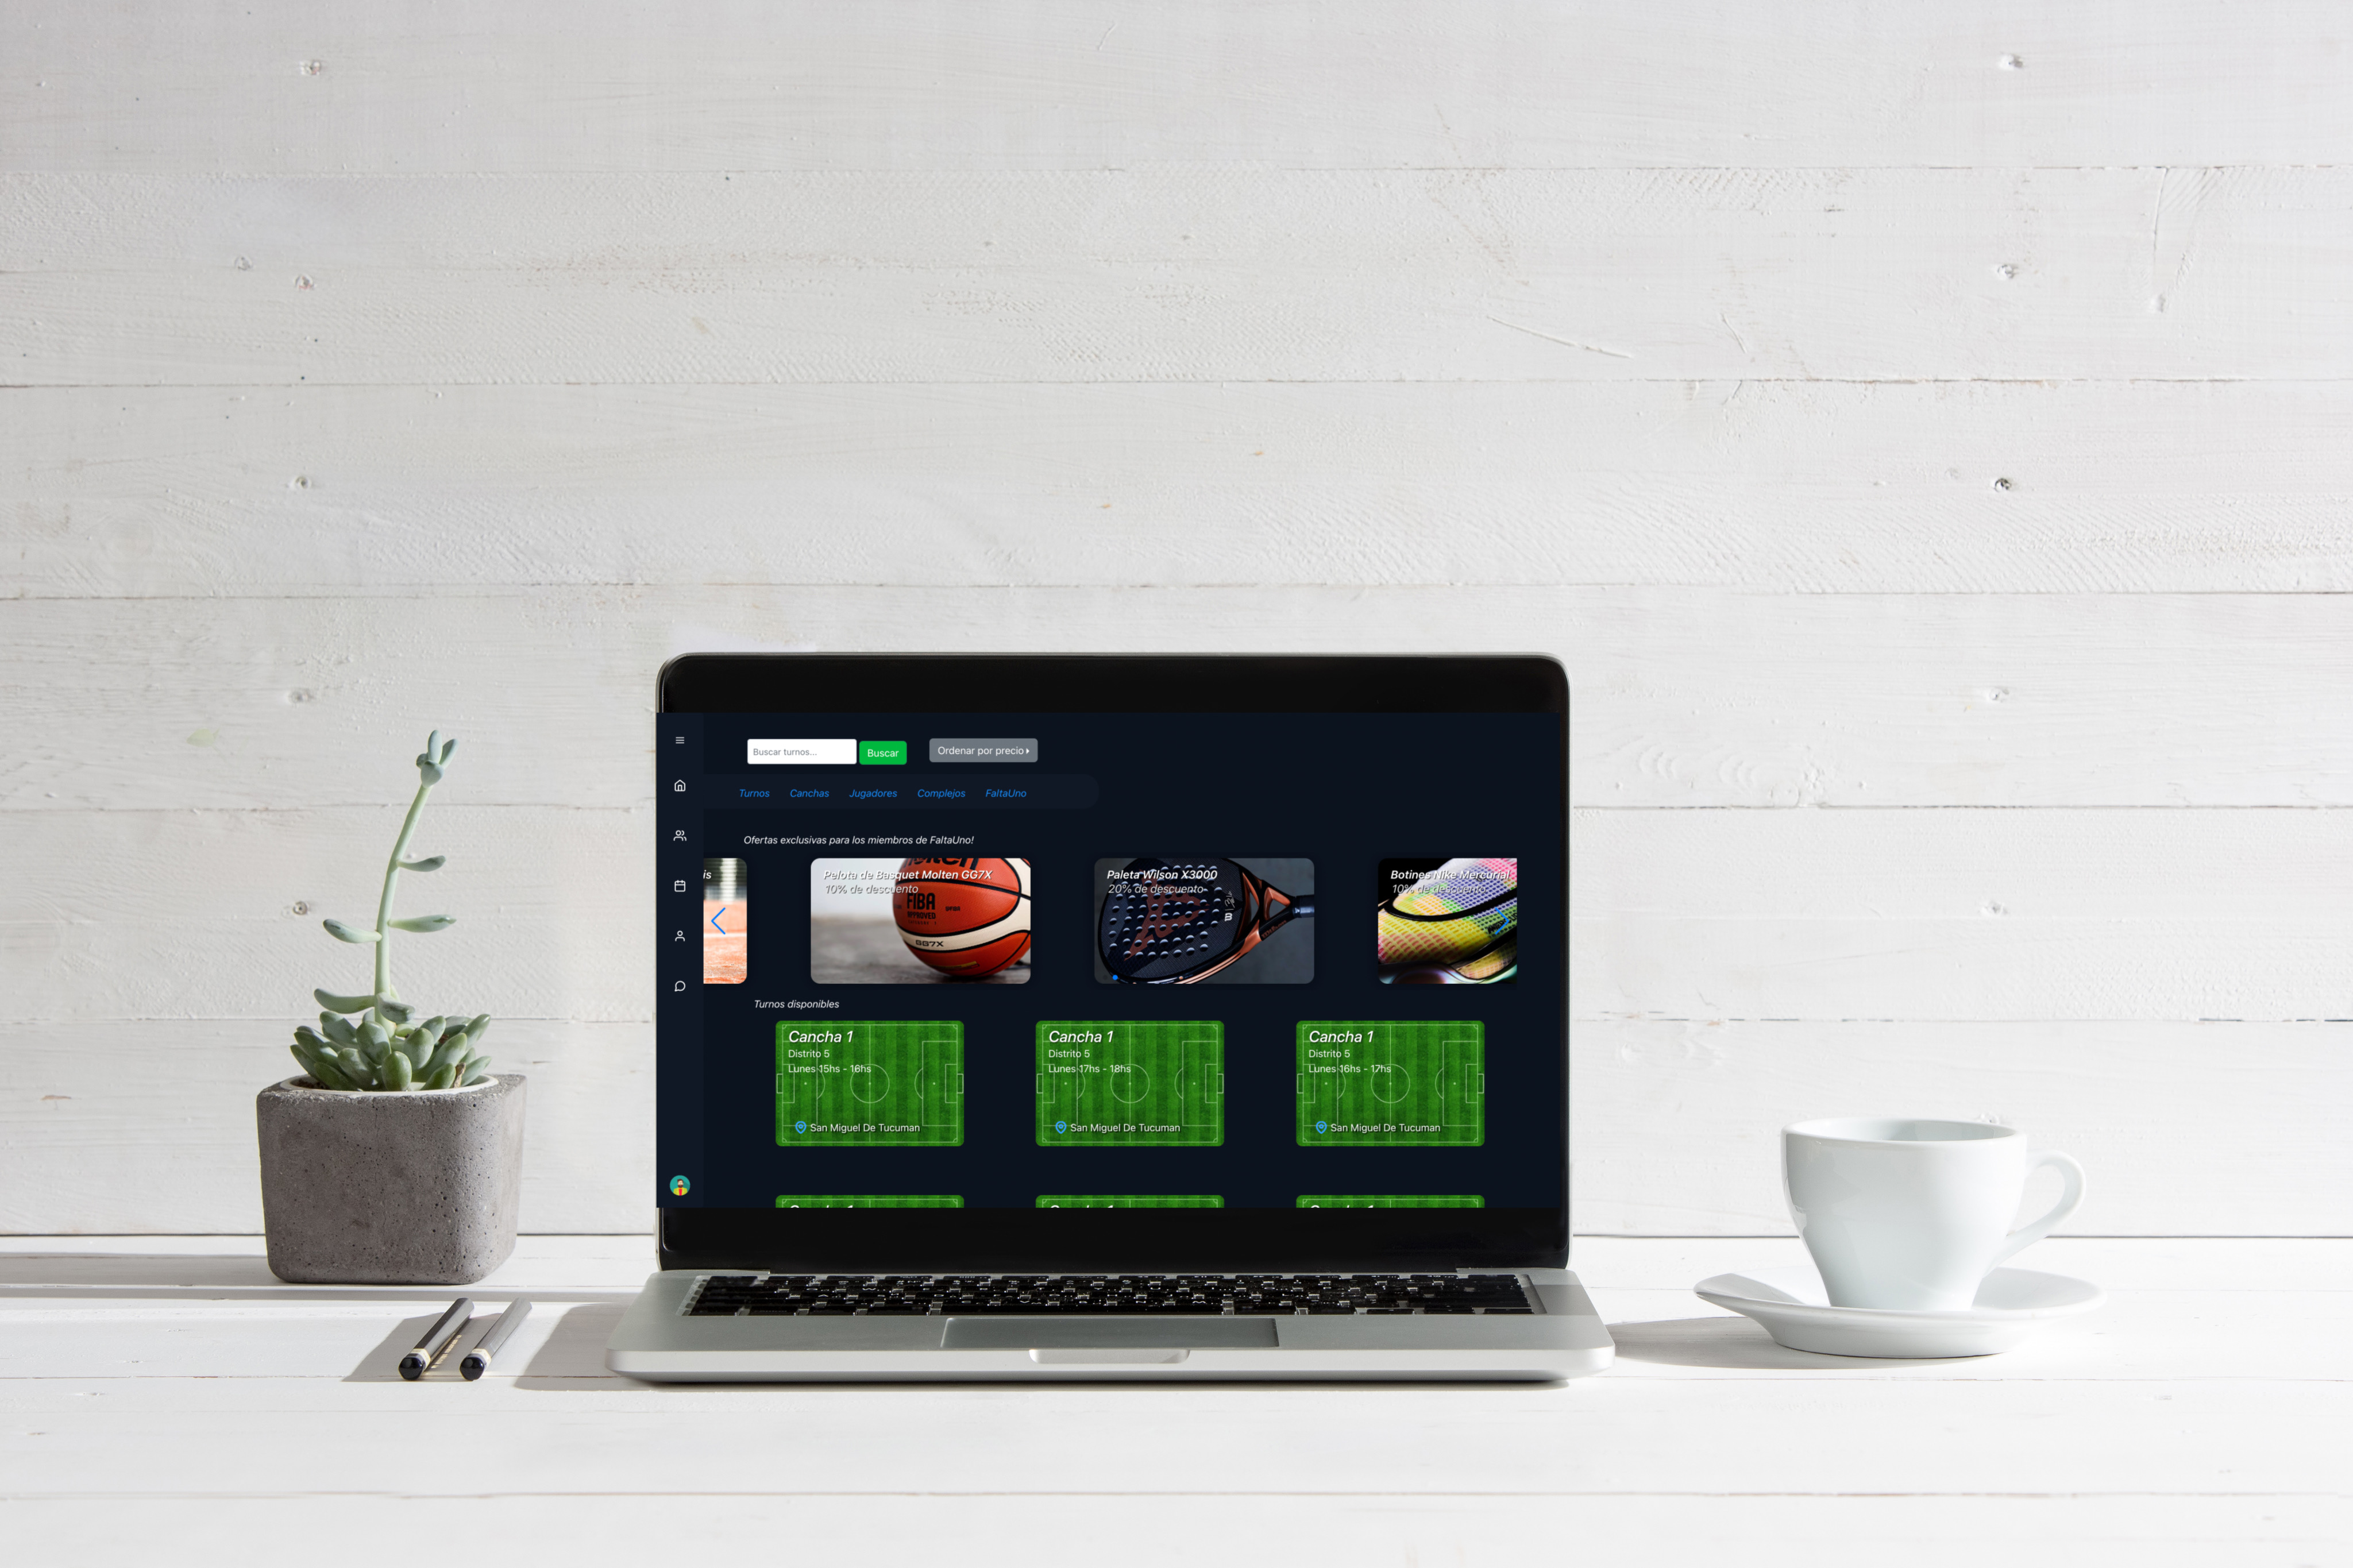 Buscar turnos...
Buscar
Ordenar por precio
Turnos
Canchas
Jugadores
Complejos
FaltaUno
Ofertas exclusivas para los miembros de FaltaUno!
is
Pelota de Basquet Molten GG7X
10% de descuento
FIBA
APPROVED
GG7X
Paleta Wilson X3000
20% de descuento
Botines Nike Mercurial
10% de descuento
Turnos disponibles
Cancha 1
Distrito 5
Lunes 15hs - 16hs
San Miguel De Tucuman
Cancha 1
Distrito 5
Lunes 17hs - 18hs
San Miguel De Tucuman
Cancha 1
Distrito 5
Lunes 16hs - 17hs
San Miguel De Tucuman